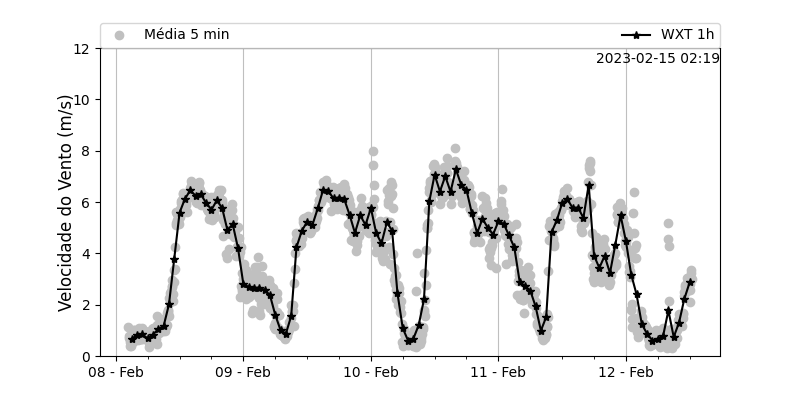 Média 5 min
WXT 1h
2023-02-15 02:19
Velocidade do Vento (m/s)
12
10
8
6
4
2
0
08 - Feb
09 - Feb
10 - Feb
11 - Feb
12 - Feb